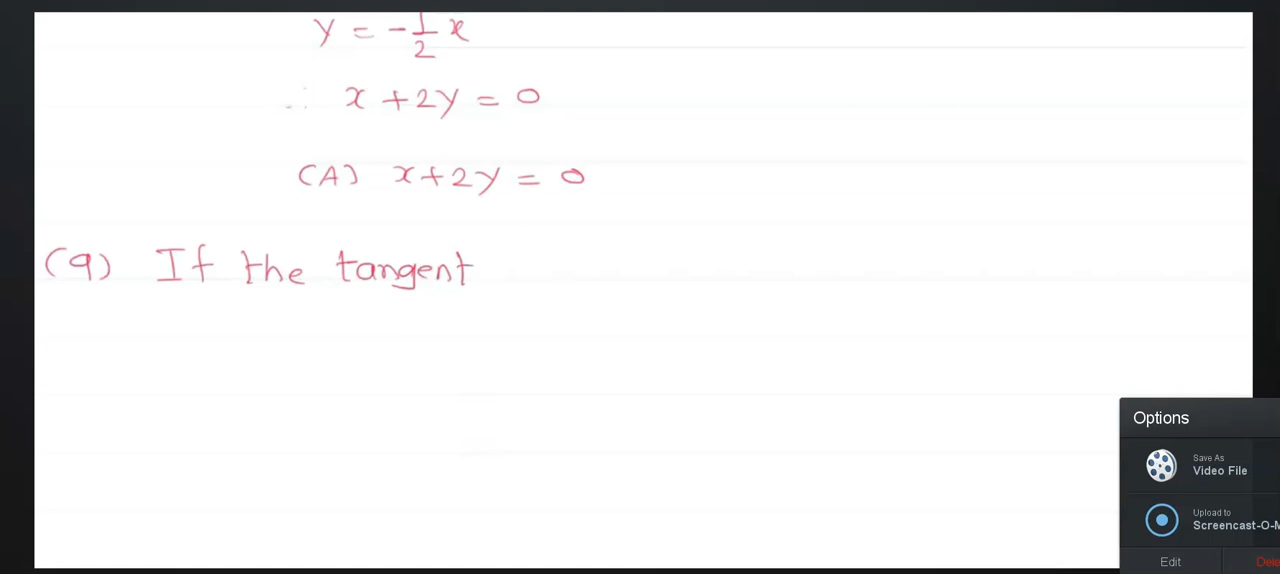 y = -1/2 x
∴ x + 2y = 0
(A) x + 2y = 0
(9) If the tangent
Options
Save As
Video File
Upload to
Screencast-O-M
Edit
Dele